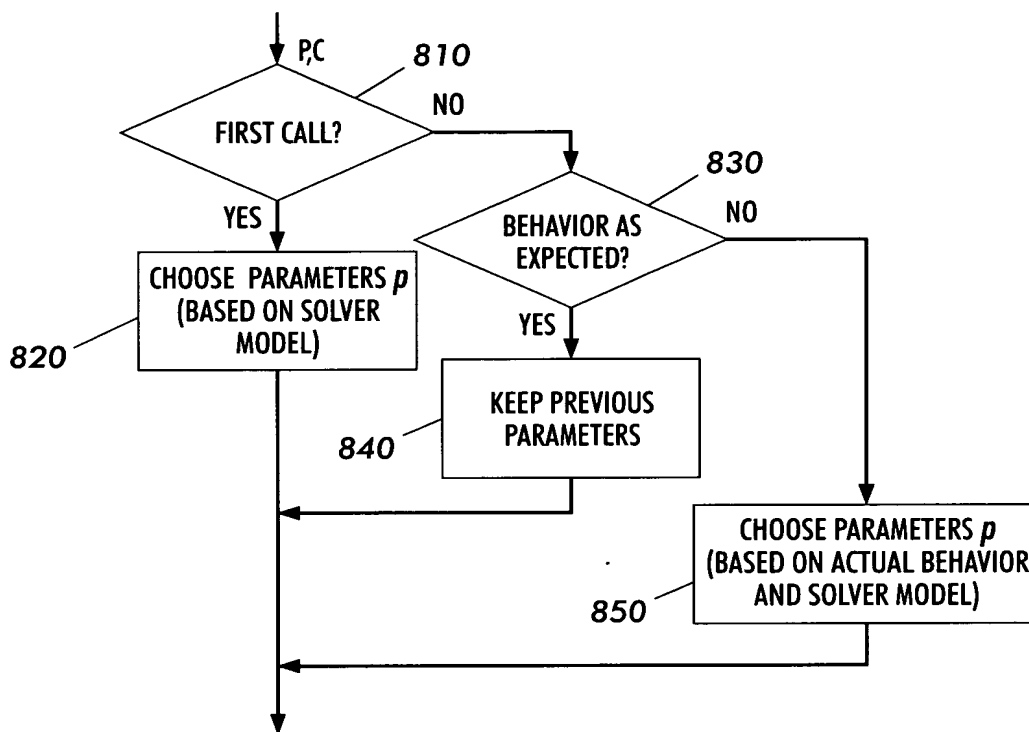 P,C
810
FIRST CALL?
NO
YES
830
BEHAVIOR AS
EXPECTED?
NO
YES
CHOOSE PARAMETERS p
(BASED ON SOLVER
MODEL)
820
KEEP PREVIOUS
PARAMETERS
840
CHOOSE PARAMETERS p
(BASED ON ACTUAL BEHAVIOR
AND SOLVER MODEL)
850